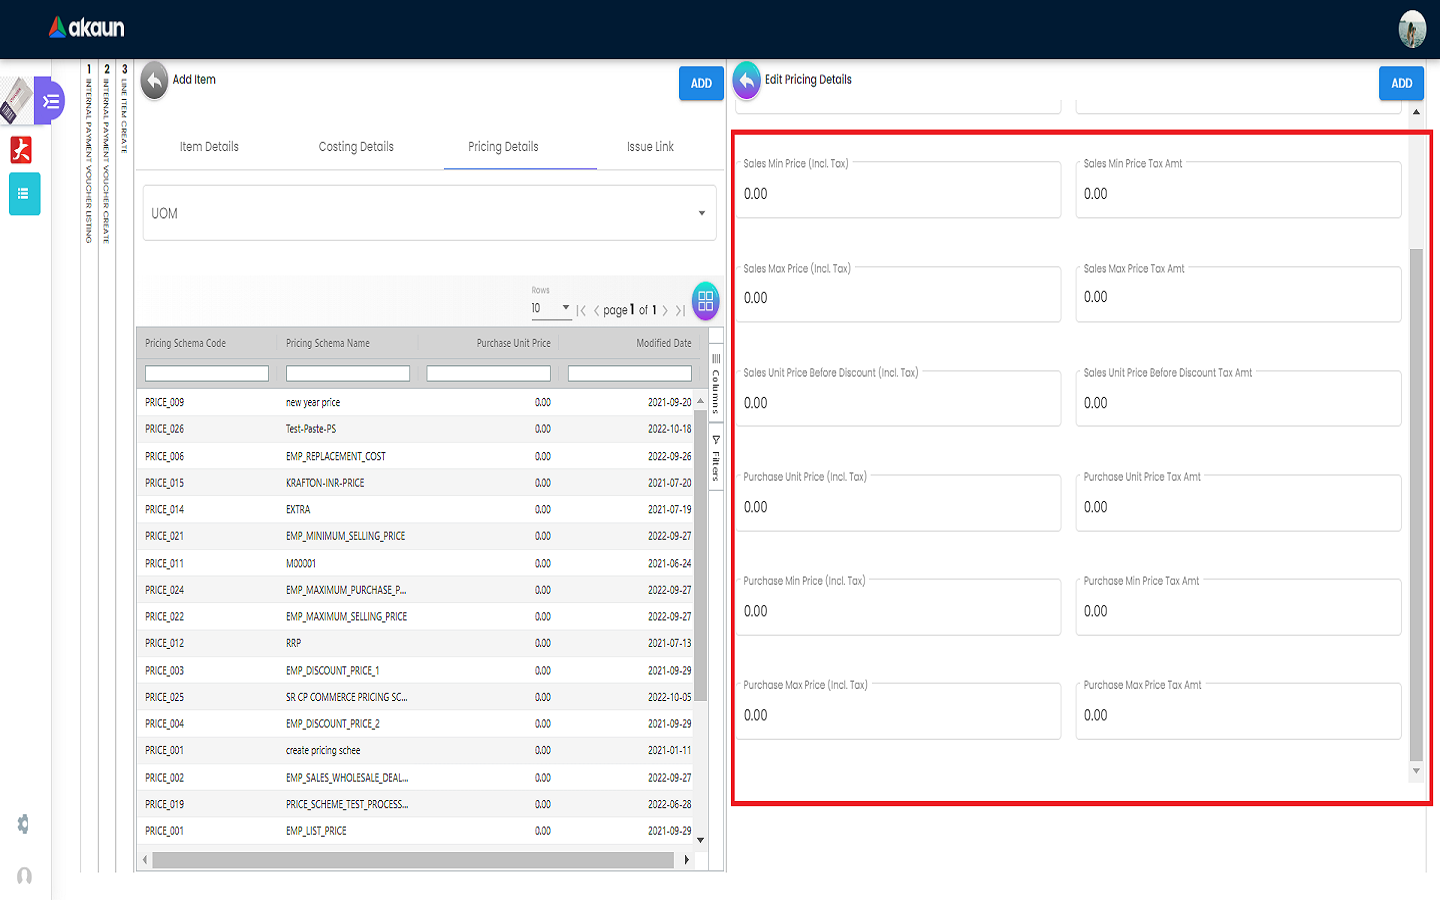 akaun
1 INTERNAL PAYMENT VOUCHER LISTING
2 INTERNAL PAYMENT VOUCHER CREATE
3 LINE ITEM CREATE
Add Item
ADD
Item Details Costing Details Pricing Details Issue Link
UOM
Rows
10 page 1 of 1
Pricing Schema Code Pricing Schema Name Purchase Unit Price Modified Date
PRICE_009 new year price 0.00 2021-09-20
PRICE_026 Test-Paste-PS 0.00 2022-10-18
PRICE_006 EMP_REPLACEMENT_COST 0.00 2022-09-26
PRICE_015 KRAFTON-INR-PRICE 0.00 2021-07-20
PRICE_014 EXTRA 0.00 2021-07-19
PRICE_021 EMP_MINIMUM_SELLING_PRICE 0.00 2022-09-27
PRICE_011 M00001 0.00 2021-06-24
PRICE_024 EMP_MAXIMUM_PURCHASE_P... 0.00 2022-09-27
PRICE_022 EMP_MAXIMUM_SELLING_PRICE 0.00 2022-09-27
PRICE_012 RRP 0.00 2021-07-13
PRICE_003 EMP_DISCOUNT_PRICE_1 0.00 2021-09-29
PRICE_025 SR CP COMMERCE PRICING SC... 0.00 2022-10-05
PRICE_004 EMP_DISCOUNT_PRICE_2 0.00 2021-09-29
PRICE_001 create pricing schee 0.00 2021-01-11
PRICE_002 EMP_SALES_WHOLESALE_DEAL... 0.00 2022-09-27
PRICE_019 PRICE_SCHEME_TEST_PROCESS... 0.00 2022-06-28
PRICE_001 EMP_LIST_PRICE 0.00 2021-09-29
Columns
Filters
Edit Pricing Details
ADD
Sales Min Price (Incl. Tax) Sales Min Price Tax Amt
0.00 0.00
Sales Max Price (Incl. Tax) Sales Max Price Tax Amt
0.00 0.00
Sales Unit Price Before Discount (Incl. Tax) Sales Unit Price Before Discount Tax Amt
0.00 0.00
Purchase Unit Price (Incl. Tax) Purchase Unit Price Tax Amt
0.00 0.00
Purchase Min Price (Incl. Tax) Purchase Min Price Tax Amt
0.00 0.00
Purchase Max Price (Incl. Tax) Purchase Max Price Tax Amt
0.00 0.00